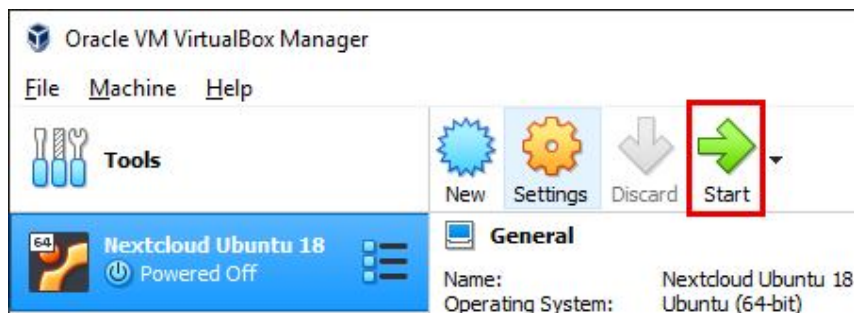 Oracle VM VirtualBox Manager
File Machine Help
Tools
New Settings Discard Start
64
Nextcloud Ubuntu 18
Powered Off
General
Name: Nextcloud Ubuntu 18
Operating System: Ubuntu (64-bit)